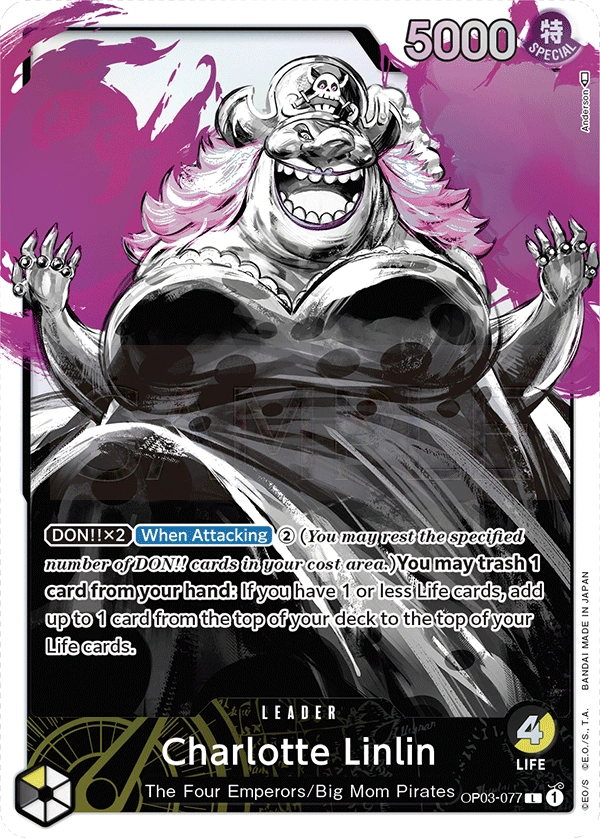 5000 特
SPECIAL
Anderson
SAMPLE
DON!!×2 When Attacking ② (You may rest the specified
number of DON!! cards in your cost area.)You may trash 1
card from your hand: If you have 1 or less Life cards, add
up to 1 card from the top of your deck to the top of your
Life cards.
LEADER
Charlotte Linlin
4
LIFE
The Four Emperors/Big Mom Pirates
OP03-077 L 1
©E.O/S ©E.O./S., T.A. BANDAI MADE IN JAPAN